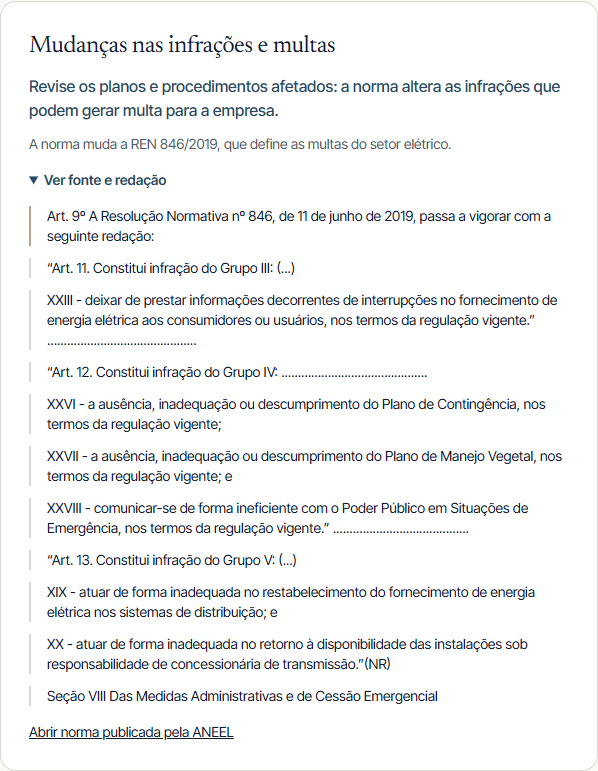 Mudanças nas infrações e multas
Revise os planos e procedimentos afetados: a norma altera as infrações que
podem gerar multa para a empresa.
A norma muda a REN 846/2019, que define as multas do setor elétrico.
▼ Ver fonte e redação
Art. 9º A Resolução Normativa nº 846, de 11 de junho de 2019, passa a vigorar com a
seguinte redação:
“Art. 11. Constitui infração do Grupo III: (...)
XXIII - deixar de prestar informações decorrentes de interrupções no fornecimento de
energia elétrica aos consumidores ou usuários, nos termos da regulação vigente.”
.............................................
“Art. 12. Constitui infração do Grupo IV: ............................................
XXVI - a ausência, inadequação ou descumprimento do Plano de Contingência, nos
termos da regulação vigente;
XXVII - a ausência, inadequação ou descumprimento do Plano de Manejo Vegetal, nos
termos da regulação vigente; e
XXVIII - comunicar-se de forma ineficiente com o Poder Público em Situações de
Emergência, nos termos da regulação vigente.” .........................................
“Art. 13. Constitui infração do Grupo V: (...)
XIX - atuar de forma inadequada no restabelecimento do fornecimento de energia
elétrica nos sistemas de distribuição; e
XX - atuar de forma inadequada no retorno à disponibilidade das instalações sob
responsabilidade de concessionária de transmissão.”(NR)
Seção VIII Das Medidas Administrativas e de Cessão Emergencial
Abrir norma publicada pela ANEEL